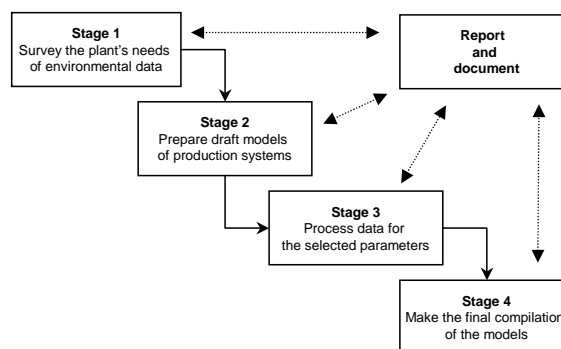 Stage 1
Survey the plant's needs
of environmental data
Report
and
document
Stage 2
Prepare draft models
of production systems
Stage 3
Process data for
the selected parameters
Stage 4
Make the final compilation
of the models